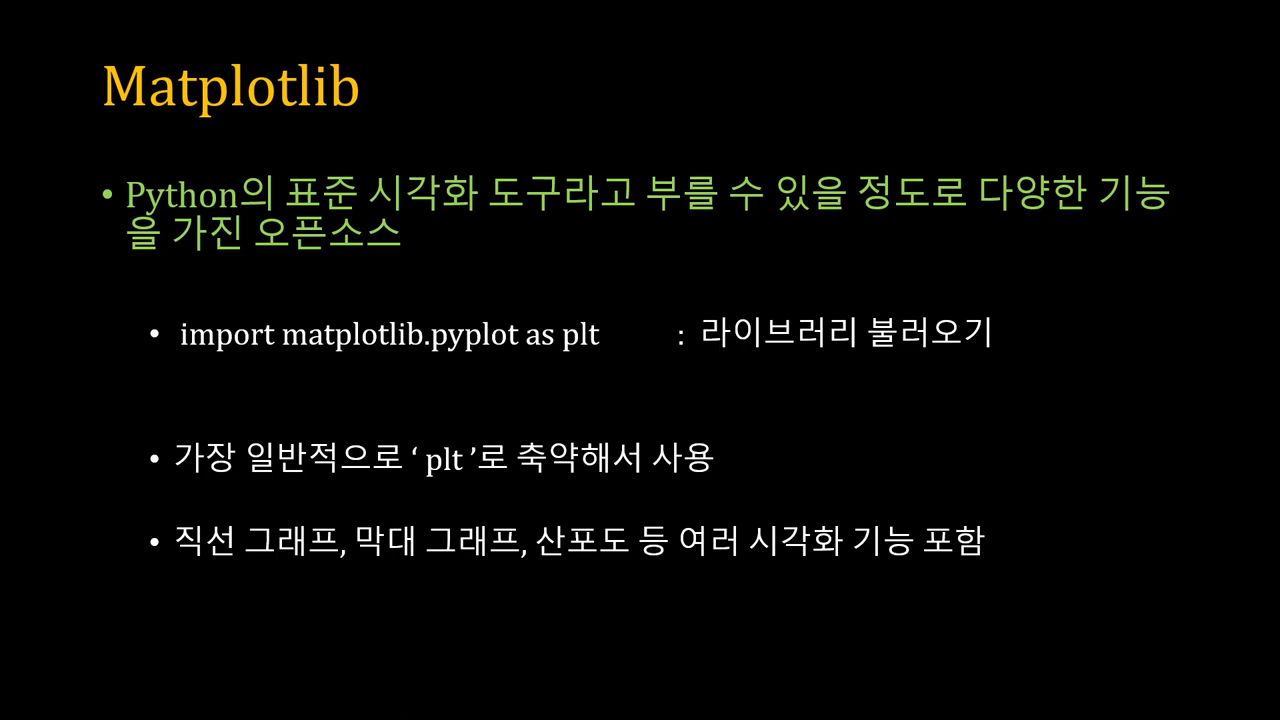 Matplotlib
• Python의 표준 시각화 도구라고 부를 수 있을 정도로 다양한 기능
을 가진 오픈소스
• import matplotlib.pyplot as plt : 라이브러리 불러오기
• 가장 일반적으로 ‘ plt ’로 축약해서 사용
• 직선 그래프, 막대 그래프, 산포도 등 여러 시각화 기능 포함